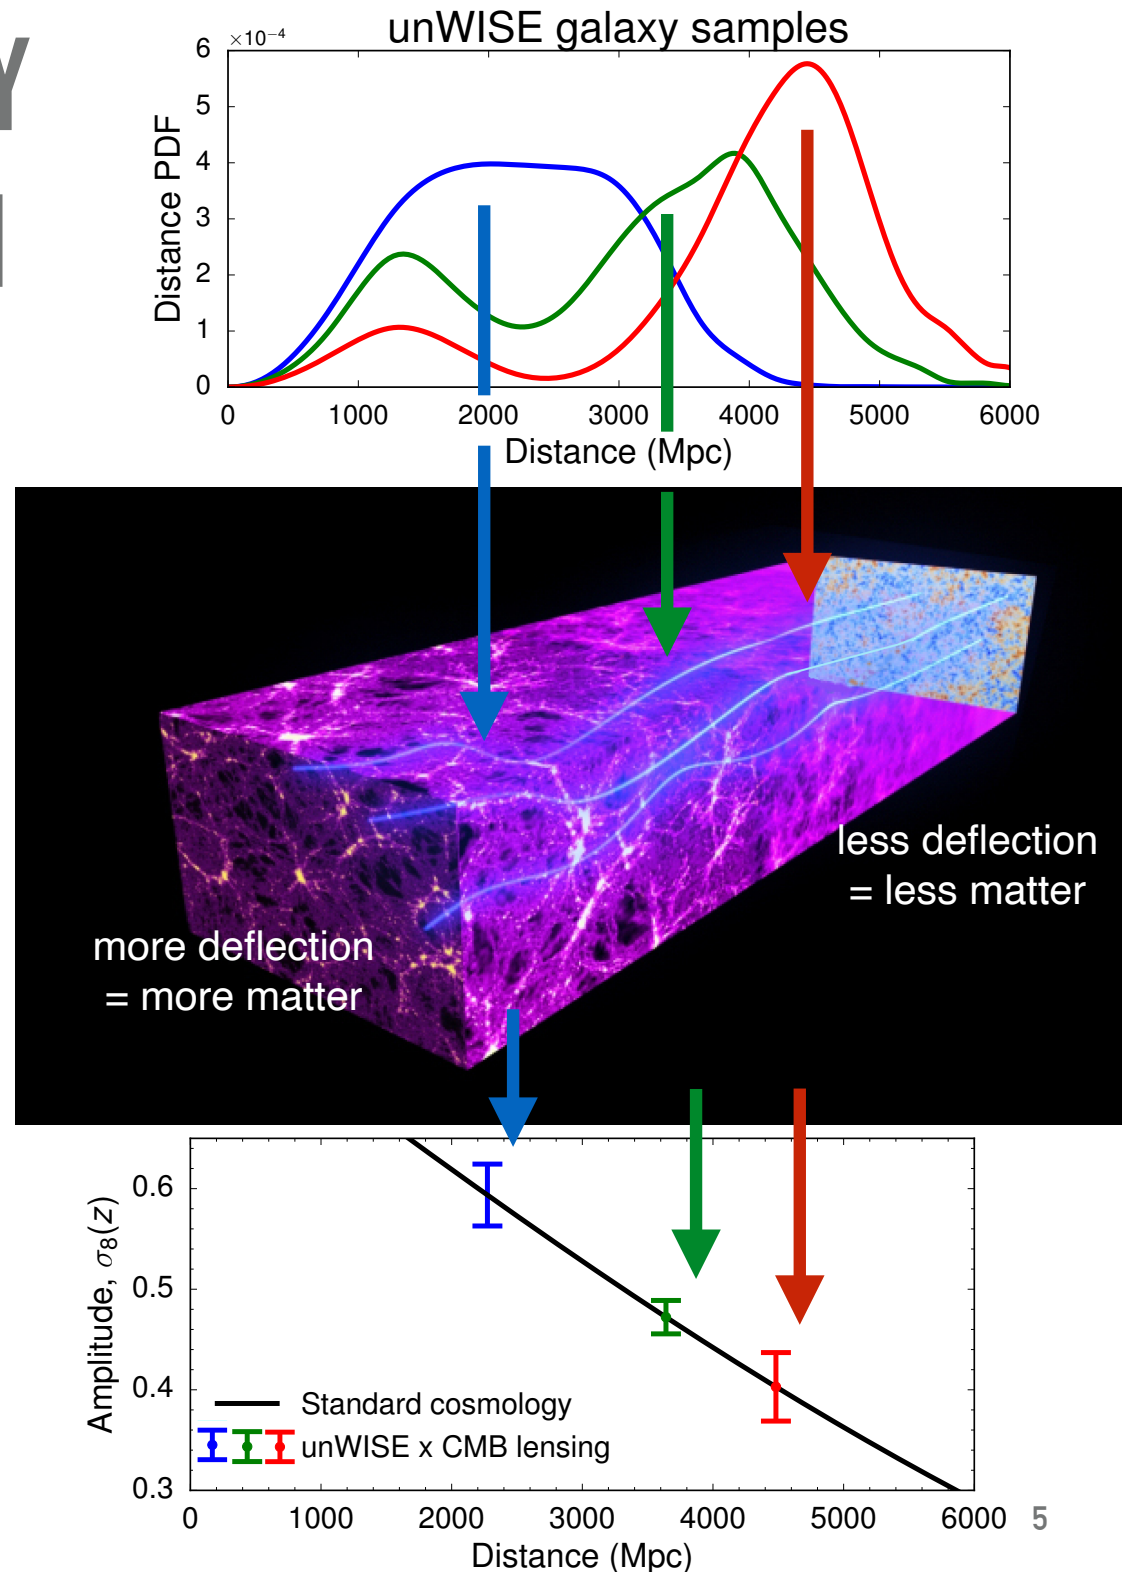 unWISE galaxy samples
×10⁻⁴
6
5
4
3
2
1
0
Distance PDF
0 1000 2000 3000 4000 5000 6000
Distance (Mpc)
less deflection
= less matter
more deflection
= more matter
0.6
0.5
0.4
0.3
Amplitude, σ₈(z)
Standard cosmology
unWISE x CMB lensing
0 1000 2000 3000 4000 5000 6000
Distance (Mpc)
5